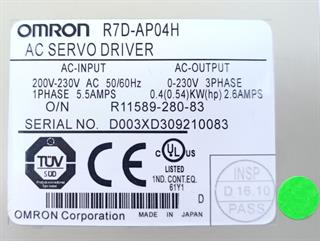 OMRON R7D-AP04H
AC SERVO DRIVER
AC-INPUT AC-OUTPUT
200V-230V AC 50/60Hz 0-230V 3PHASE
1PHASE 5.5AMPS 0.4(0.54)KW(hp) 2.6AMPS
O/N R11589-280-83
SERIAL NO. D003XD309210083
TÜV
SÜD
CE
C UL US
LISTED
1ND. CONT. EQ.
61Y1
D
INSP
D 16.10
PASS
OMRON Corporation MADE IN JAPAN